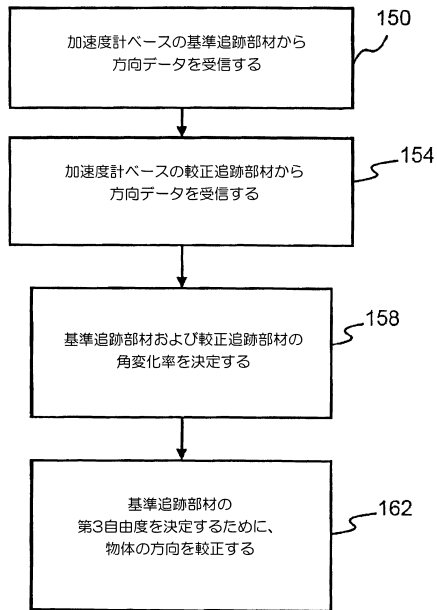 加速度計ベースの基準追跡部材から
方向データを受信する
150
加速度計ベースの較正追跡部材から
方向データを受信する
154
基準追跡部材および較正追跡部材の
角変化率を決定する
158
基準追跡部材の
第3自由度を決定するために、
物体の方向を較正する
162